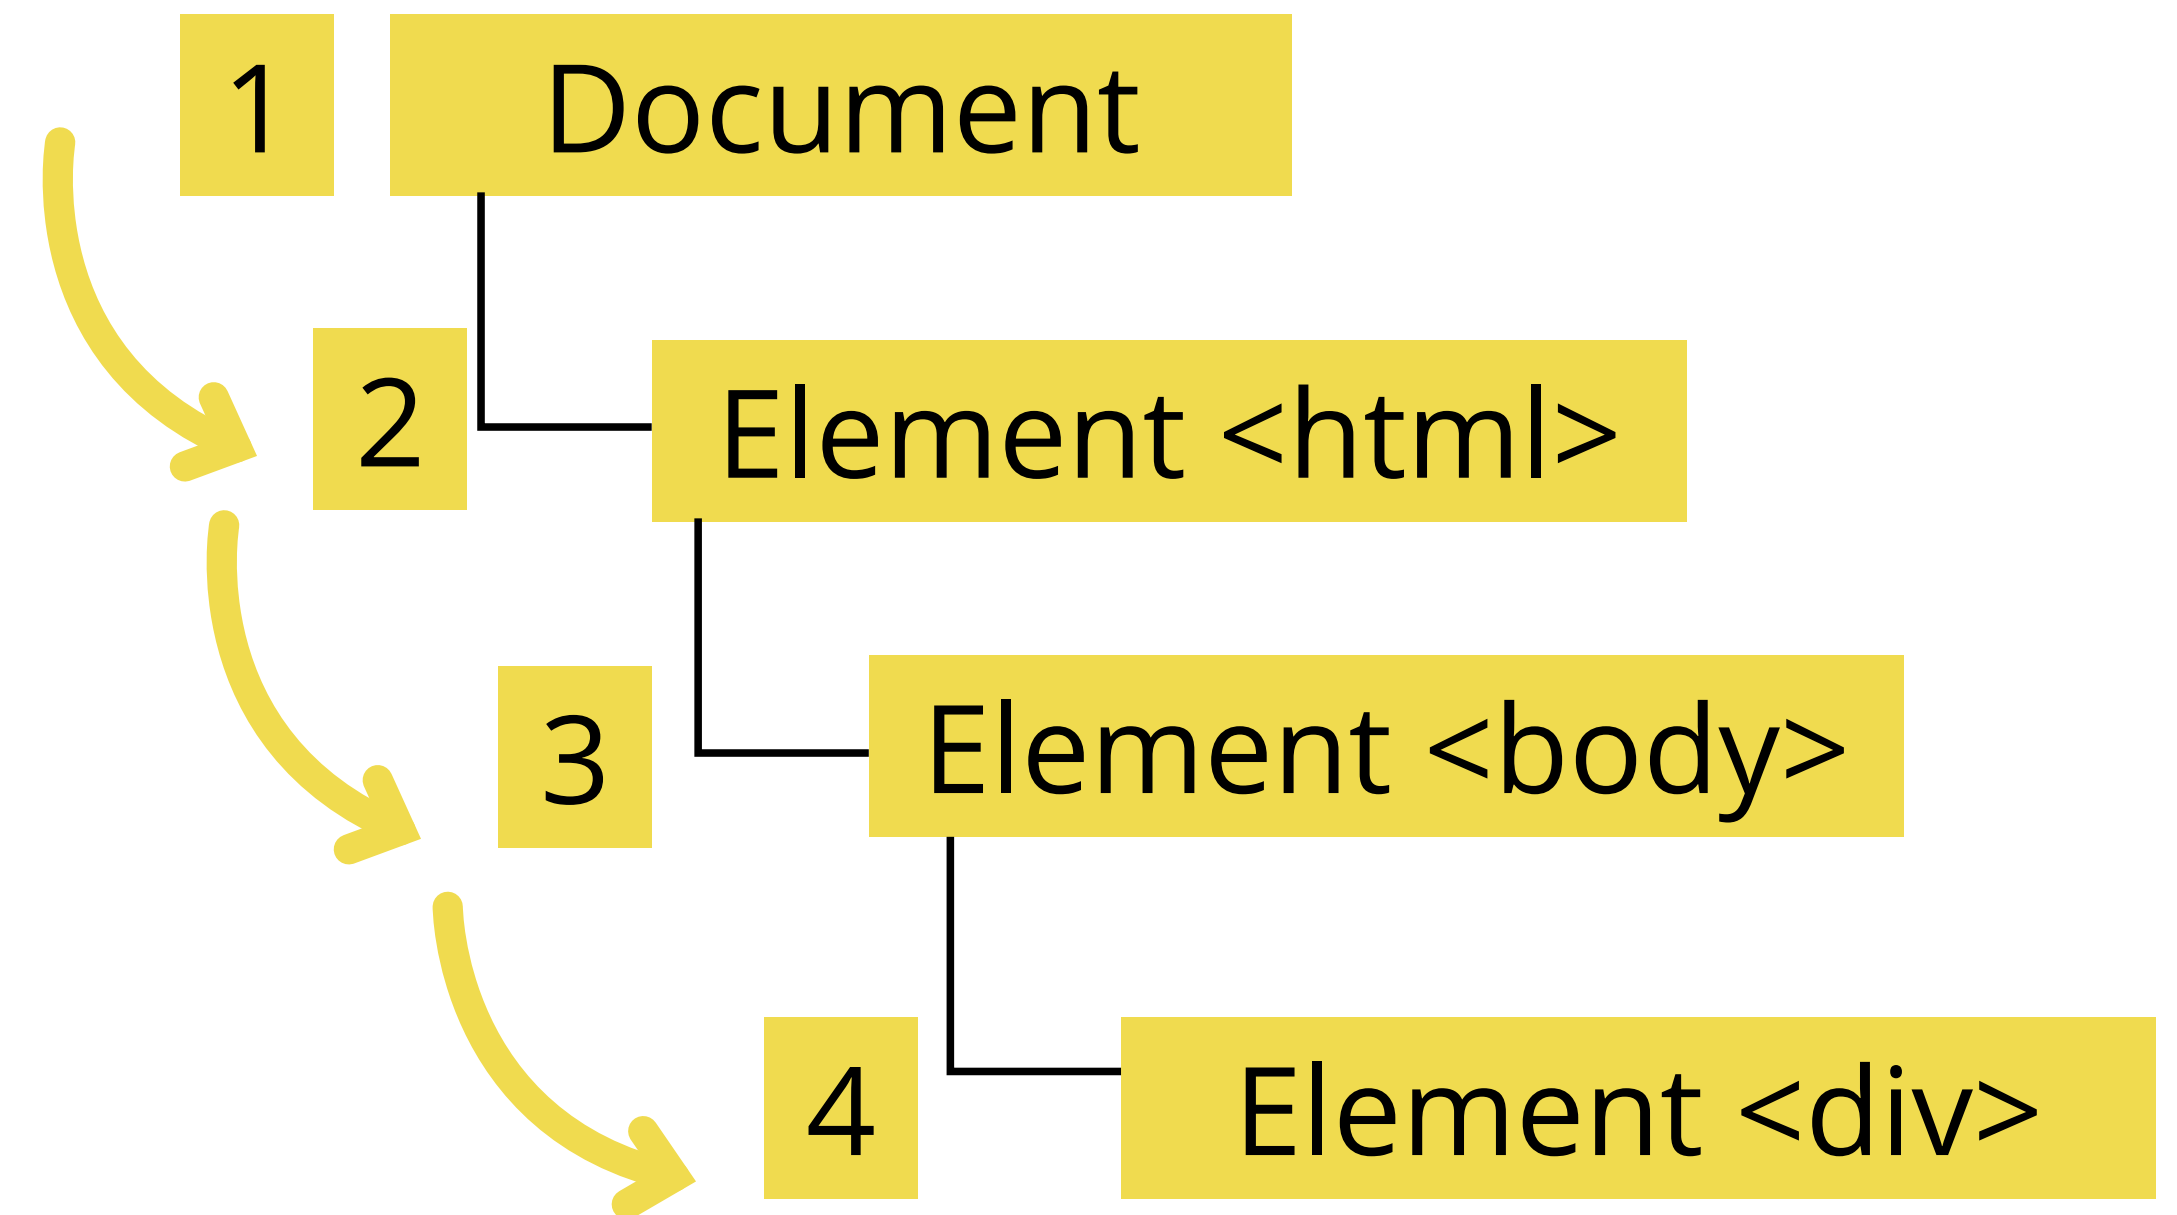 1 Document
2 Element <html>
3 Element <body>
4 Element <div>